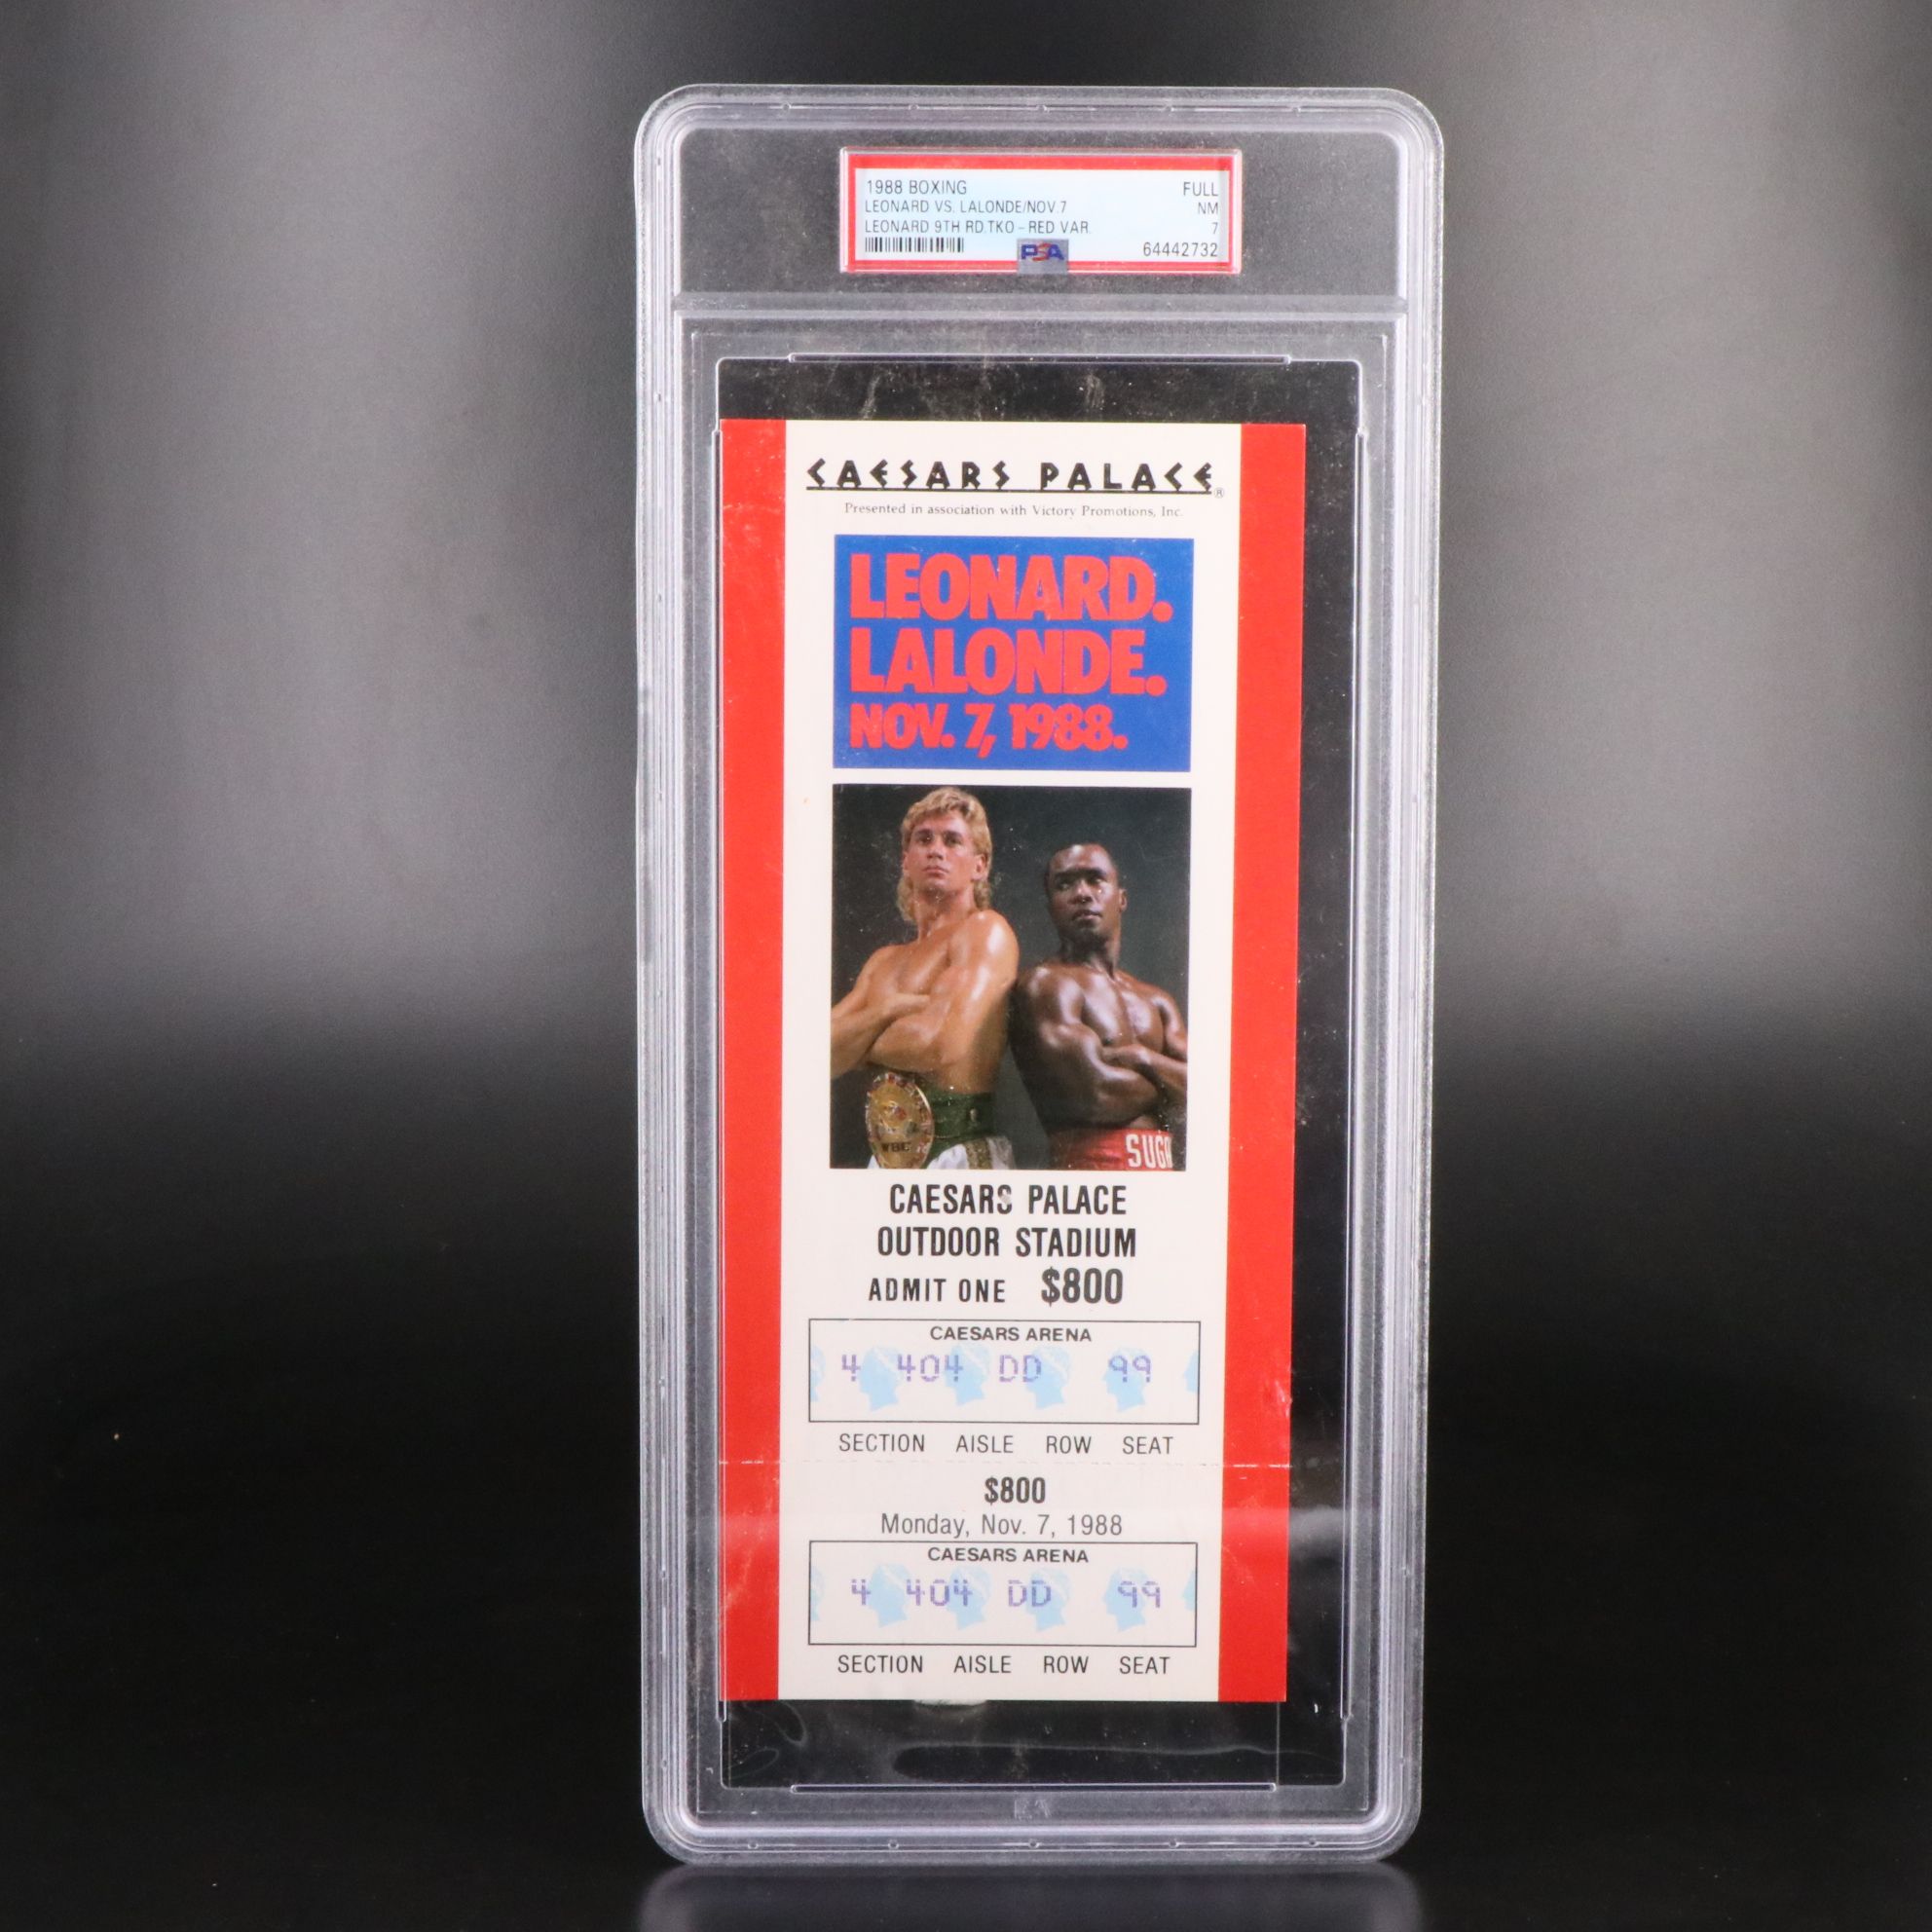 1988 BOXING FULL
LEONARD VS. LALONDE/NOV.7 NM
LEONARD 9TH RD.TKO - RED VAR. 7
PSA 64442732
CAESARS PALACE®
Presented in association with Victory Promotions, Inc.
LEONARD.
LALONDE.
NOV. 7, 1988.
WBC
SUGA
CAESARS PALACE
OUTDOOR STADIUM
ADMIT ONE $800
CAESARS ARENA
4 404 DD 99
SECTION AISLE ROW SEAT
$800
Monday, Nov. 7, 1988
CAESARS ARENA
4 404 DD 99
SECTION AISLE ROW SEAT